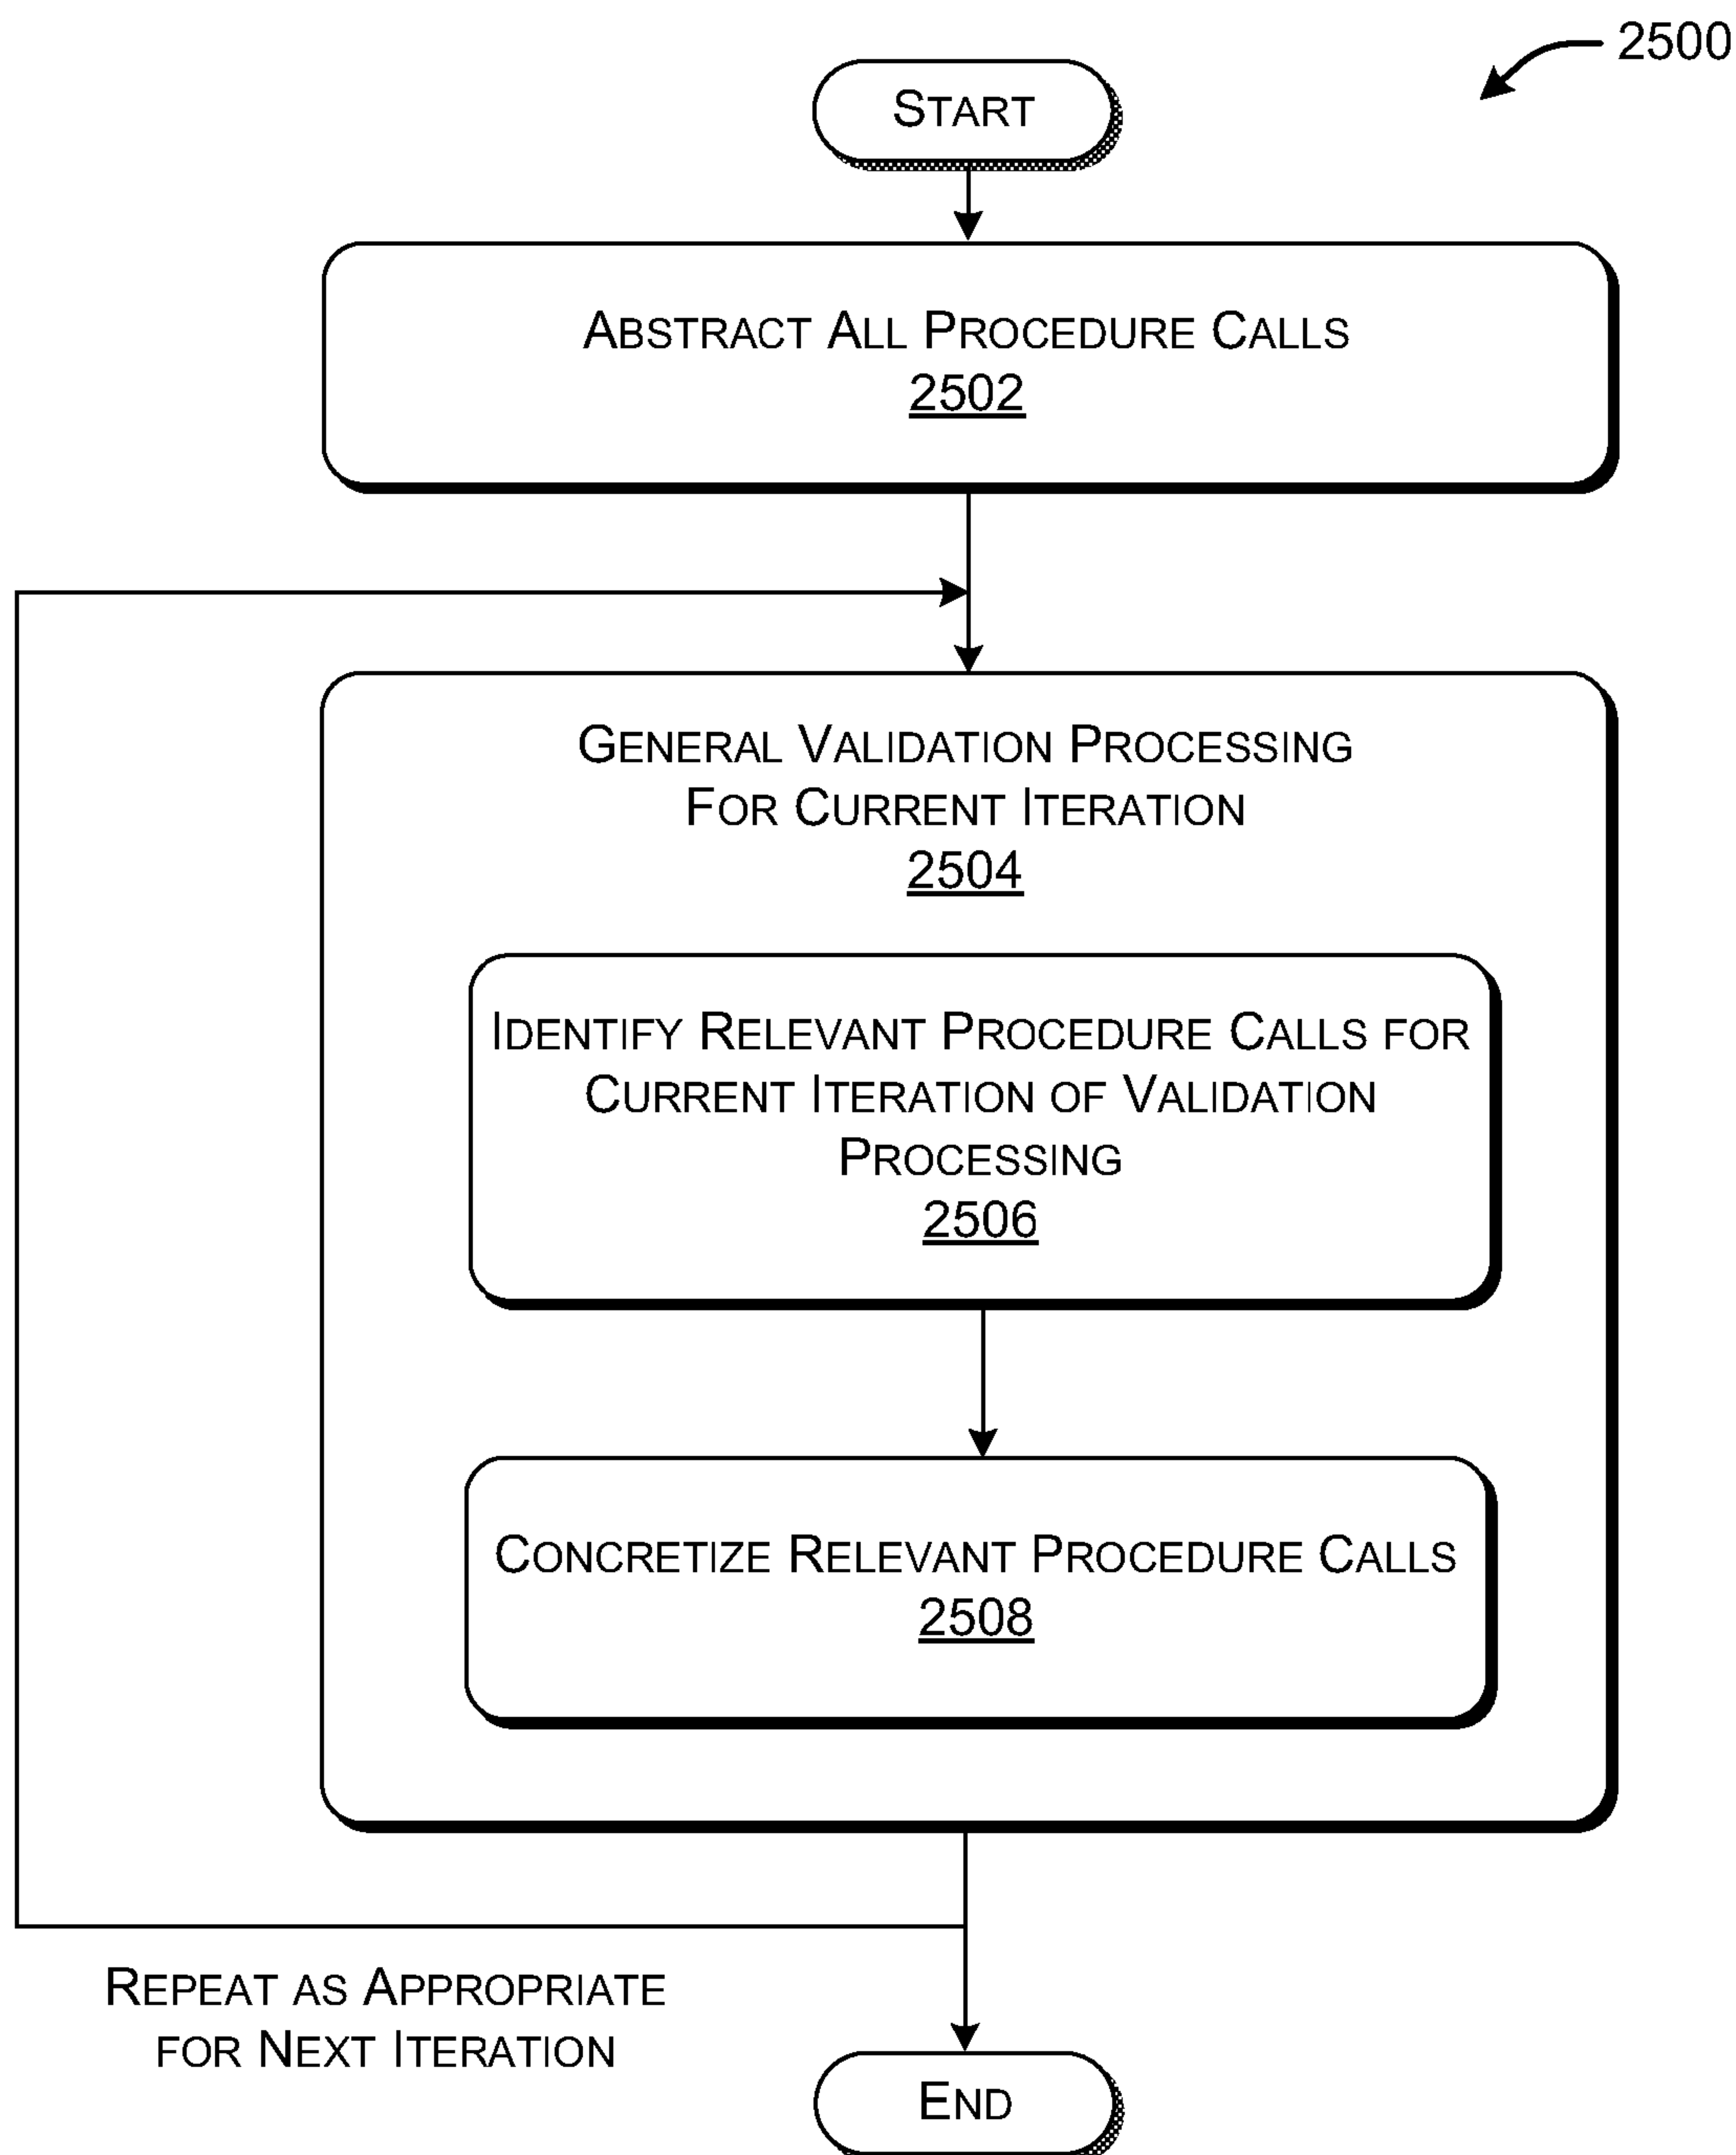 2500
START
ABSTRACT ALL PROCEDURE CALLS
2502
GENERAL VALIDATION PROCESSING
FOR CURRENT ITERATION
2504
IDENTIFY RELEVANT PROCEDURE CALLS FOR
CURRENT ITERATION OF VALIDATION
PROCESSING
2506
CONCRETIZE RELEVANT PROCEDURE CALLS
2508
REPEAT AS APPROPRIATE
FOR NEXT ITERATION
END